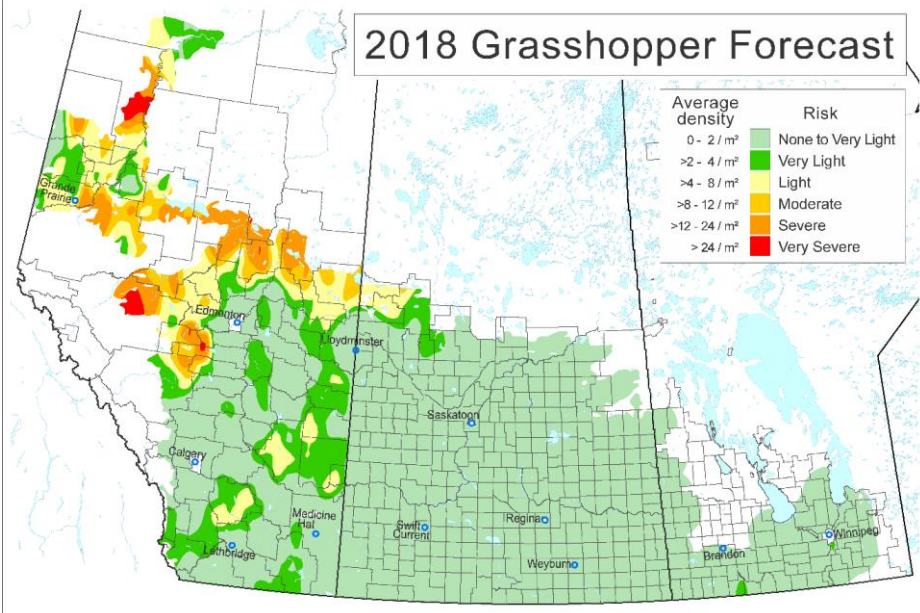 2018 Grasshopper Forecast
Average
density
Risk
0 - 2 / m² None to Very Light
>2 - 4 / m² Very Light
>4 - 8 / m² Light
>8 - 12 / m² Moderate
>12 - 24 / m² Severe
> 24 / m² Very Severe
Grande
Prairie
Edmonton
Lloydminster
Saskatoon
Calgary
Medicine
Hat
Swift
Current
Regina
Winnipeg
Lethbridge
Brandon
Weyburn